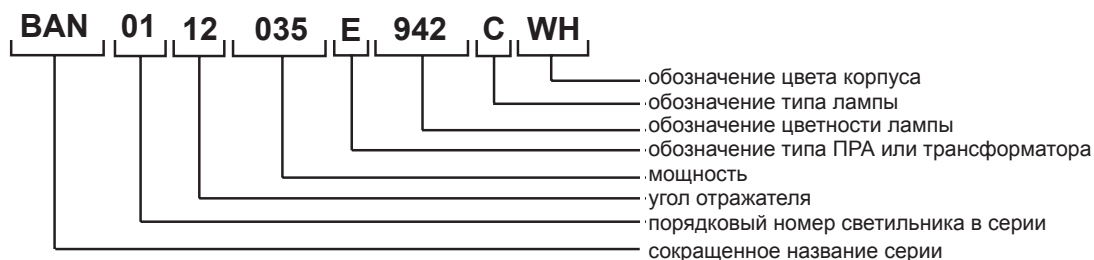 BAN 01 12 035 E 942 C WH
обозначение цвета корпуса
обозначение типа лампы
обозначение цветности лампы
обозначение типа ПРА или трансформатора
мощность
угол отражателя
порядковый номер светильника в серии
сокращенное название серии